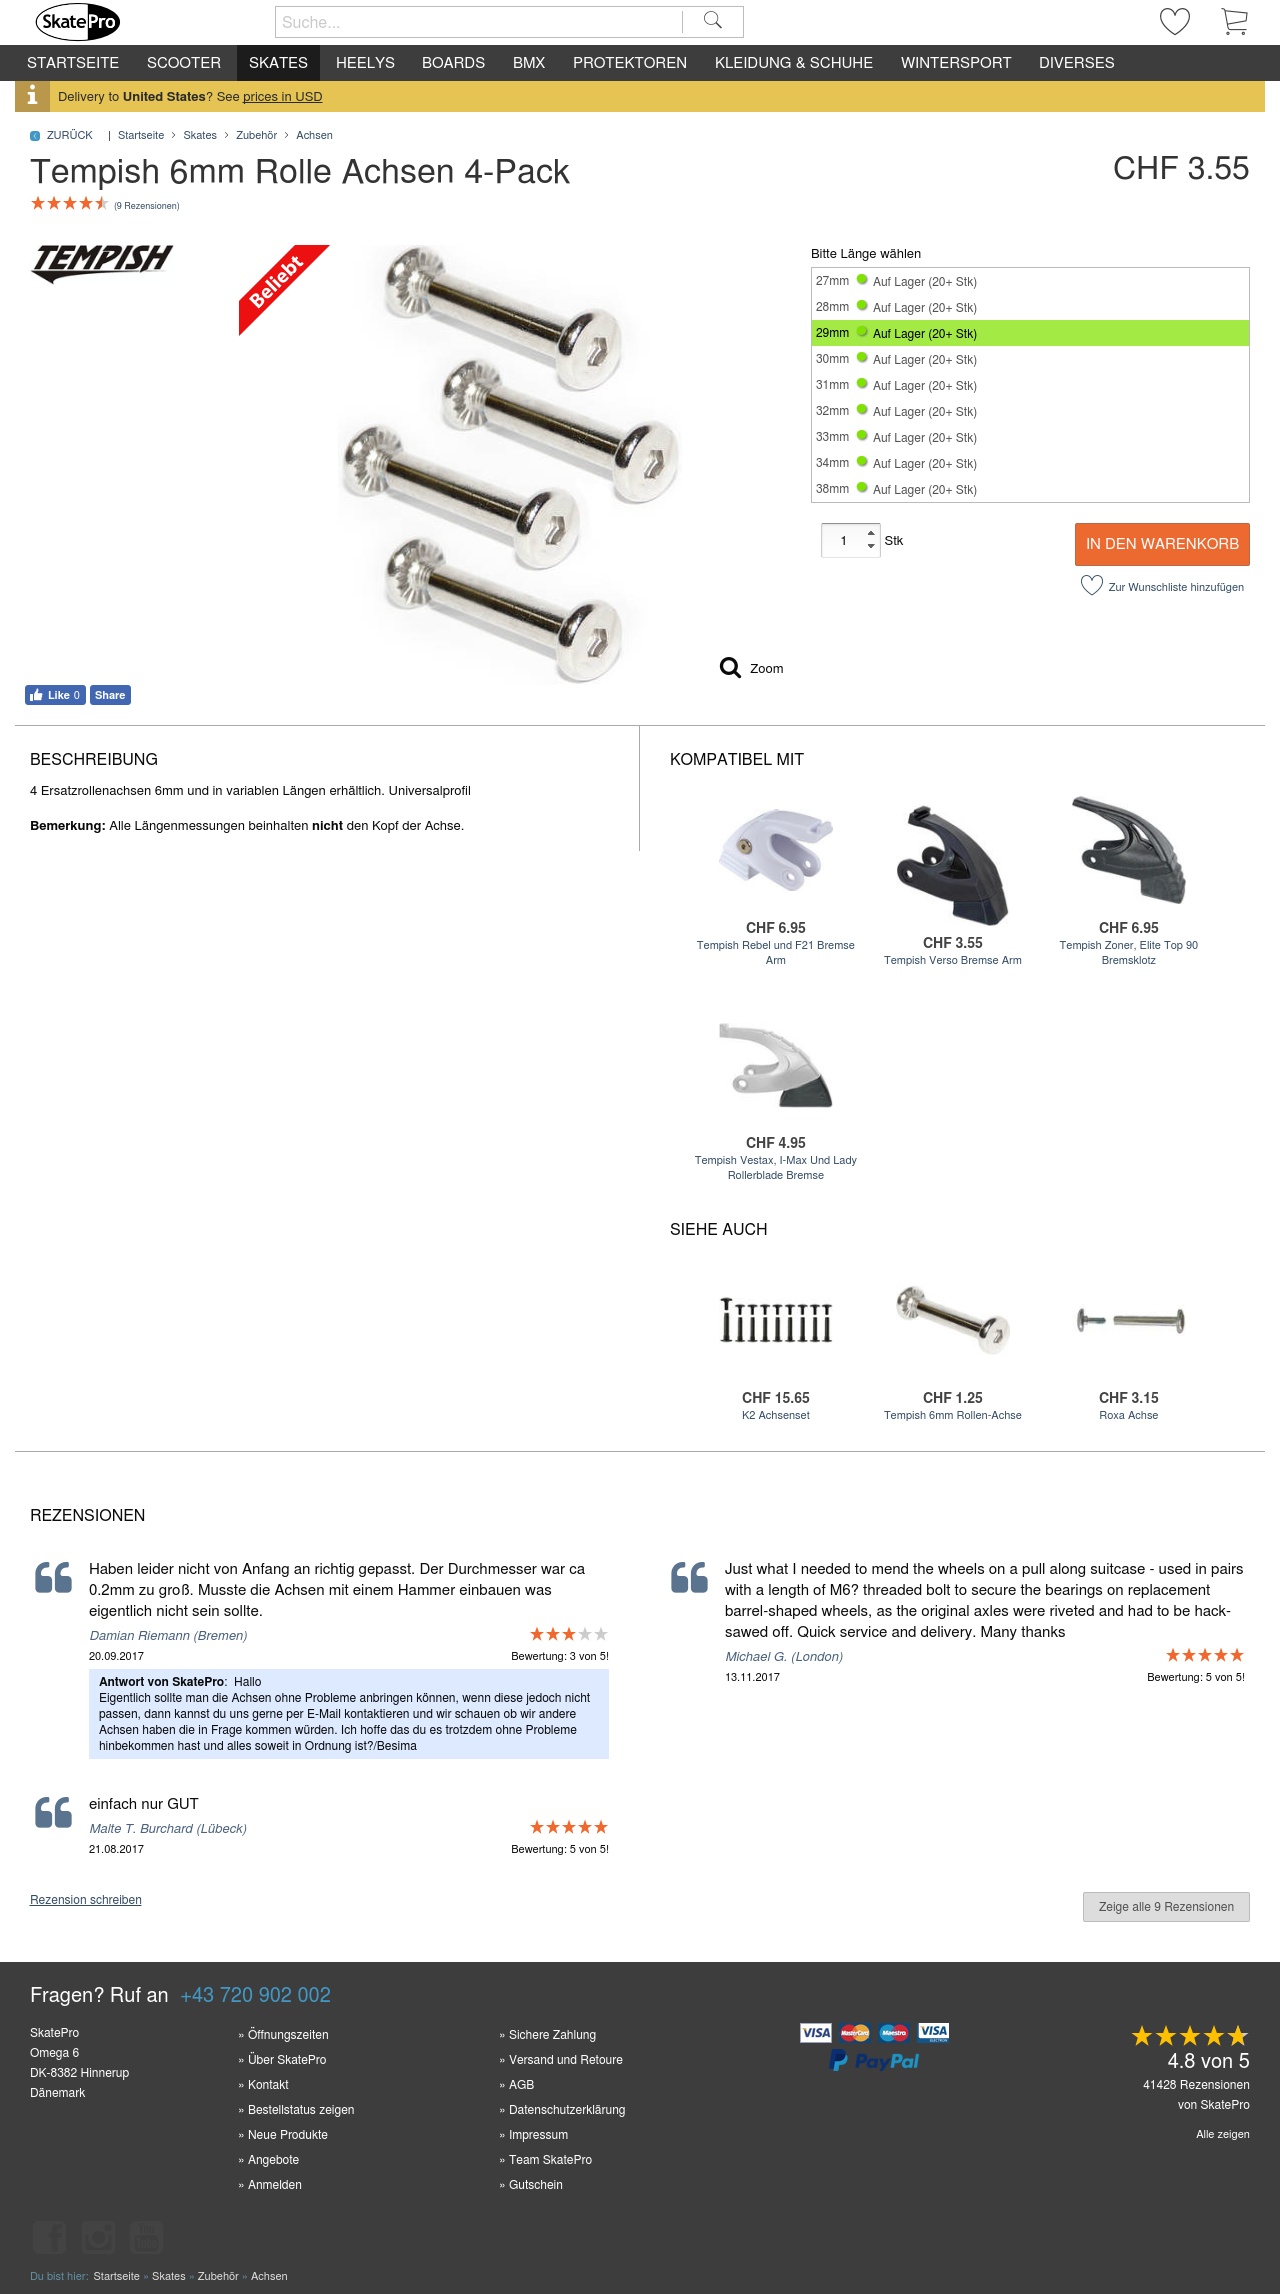 SkatePro
Suche...
STARTSEITE SCOOTER SKATES HEELYS BOARDS BMX PROTEKTOREN KLEIDUNG & SCHUHE WINTERSPORT DIVERSES
Delivery to United States? See prices in USD
ZURÜCK | Startseite > Skates > Zubehör > Achsen
Tempish 6mm Rolle Achsen 4-Pack
CHF 3.55
(9 Rezensionen)
TEMPISH
Beliebt
Bitte Länge wählen
27mm Auf Lager (20+ Stk)
28mm Auf Lager (20+ Stk)
29mm Auf Lager (20+ Stk)
30mm Auf Lager (20+ Stk)
31mm Auf Lager (20+ Stk)
32mm Auf Lager (20+ Stk)
33mm Auf Lager (20+ Stk)
34mm Auf Lager (20+ Stk)
38mm Auf Lager (20+ Stk)
1 Stk
IN DEN WARENKORB
Zur Wunschliste hinzufügen
Zoom
Like 0 Share
BESCHREIBUNG
4 Ersatzrollenachsen 6mm und in variablen Längen erhältlich. Universalprofil
Bemerkung: Alle Längenmessungen beinhalten nicht den Kopf der Achse.
KOMPATIBEL MIT
CHF 6.95
Tempish Rebel und F21 Bremse
Arm
CHF 3.55
Tempish Verso Bremse Arm
CHF 6.95
Tempish Zoner, Elite Top 90
Bremsklotz
CHF 4.95
Tempish Vestax, I-Max Und Lady
Rollerblade Bremse
SIEHE AUCH
CHF 15.65
K2 Achsenset
CHF 1.25
Tempish 6mm Rollen-Achse
CHF 3.15
Roxa Achse
REZENSIONEN
Haben leider nicht von Anfang an richtig gepasst. Der Durchmesser war ca
0.2mm zu groß. Musste die Achsen mit einem Hammer einbauen was
eigentlich nicht sein sollte.
Damian Riemann (Bremen)
20.09.2017 Bewertung: 3 von 5!
Antwort von SkatePro: Hallo
Eigentlich sollte man die Achsen ohne Probleme anbringen können, wenn diese jedoch nicht
passen, dann kannst du uns gerne per E-Mail kontaktieren und wir schauen ob wir andere
Achsen haben die in Frage kommen würden. Ich hoffe das du es trotzdem ohne Probleme
hinbekommen hast und alles soweit in Ordnung ist?/Besima
Just what I needed to mend the wheels on a pull along suitcase - used in pairs
with a length of M6? threaded bolt to secure the bearings on replacement
barrel-shaped wheels, as the original axles were riveted and had to be hack-
sawed off. Quick service and delivery. Many thanks
Michael G. (London)
13.11.2017 Bewertung: 5 von 5!
einfach nur GUT
Malte T. Burchard (Lübeck)
21.08.2017 Bewertung: 5 von 5!
Rezension schreiben
Zeige alle 9 Rezensionen
Fragen? Ruf an +43 720 902 002
SkatePro
Omega 6
DK-8382 Hinnerup
Dänemark
» Öffnungszeiten
» Über SkatePro
» Kontakt
» Bestellstatus zeigen
» Neue Produkte
» Angebote
» Anmelden
» Sichere Zahlung
» Versand und Retoure
» AGB
» Datenschutzerklärung
» Impressum
» Team SkatePro
» Gutschein
VISA MasterCard Maestro VISA ELECTRON
PayPal
4.8 von 5
41428 Rezensionen
von SkatePro
Alle zeigen
You Tube
Du bist hier: Startseite » Skates » Zubehör » Achsen